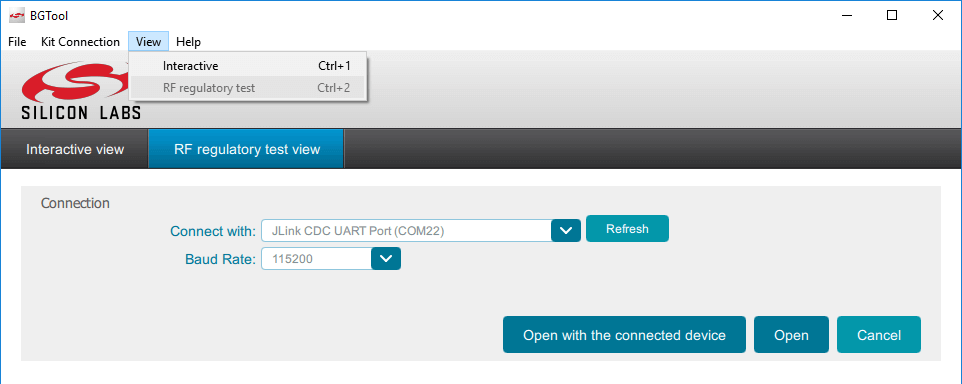 BGTool
File Kit Connection View Help
Interactive Ctrl+1
RF regulatory test Ctrl+2
SILICON LABS
Interactive view RF regulatory test view
Connection
Connect with: JLink CDC UART Port (COM22) Refresh
Baud Rate: 115200
Open with the connected device Open Cancel